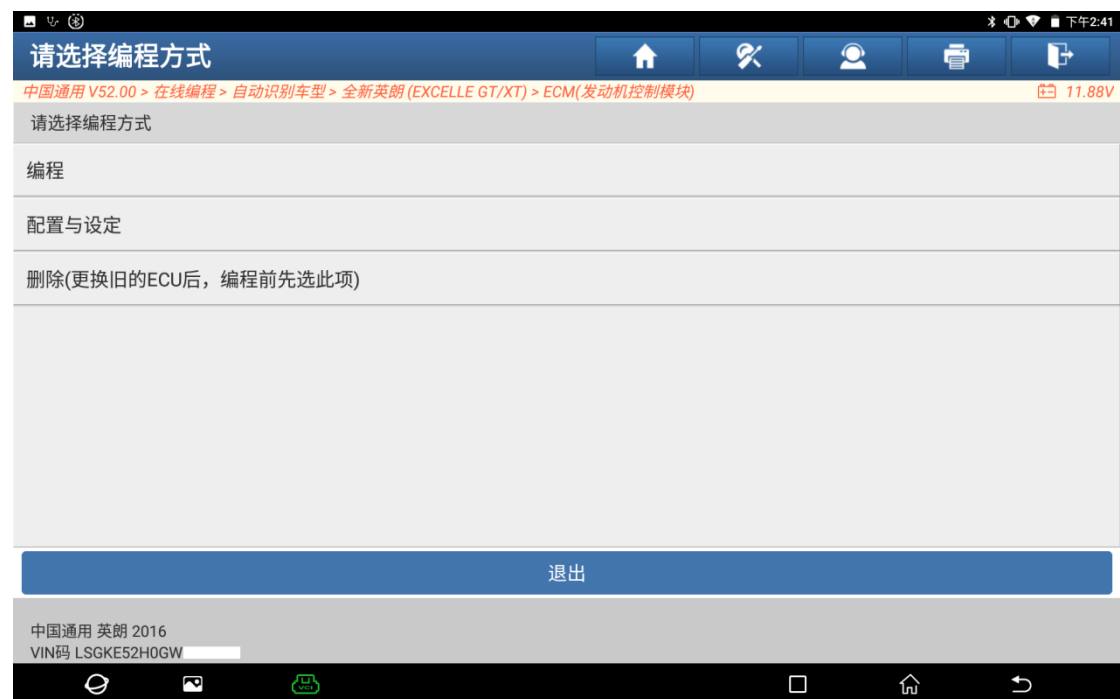 下午2:41
请选择编程方式
中国通用 V52.00 > 在线编程 > 自动识别车型 > 全新英朗 (EXCELLE GT/XT) > ECM(发动机控制模块)
11.88V
请选择编程方式
编程
配置与设定
删除(更换旧的ECU后，编程前先选此项)
退出
中国通用 英朗 2016
VIN码 LSGKE52H0GW
VCI